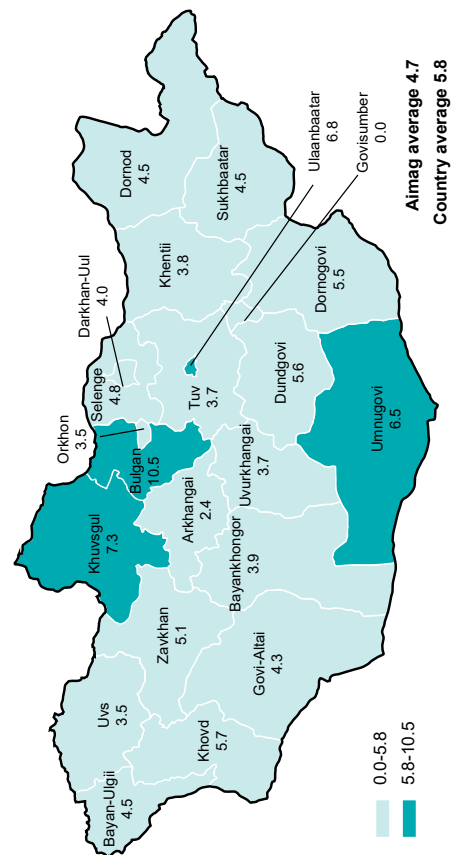 Bayan-Ulgii
4.5
Uvs
3.5
Khovd
5.7
Zavkhan
5.1
Govi-Altai
4.3
Khuvsgul
7.3
Arkhangai
2.4
Bayankhongor
3.9
Orkhon
3.5
Bulgan
10.5
Uvurkhangai
3.7
Selenge
4.8
Darkhan-Uul
4.0
Tuv
3.7
Umnugovi
6.5
Dundgovi
5.6
Khentii
3.8
Dornogovi
5.5
Dornod
4.5
Sukhbaatar
4.5
Ulaanbaatar
6.8
Govisumber
0.0
Aimag average 4.7
Country average 5.8
0.0-5.8
5.8-10.5